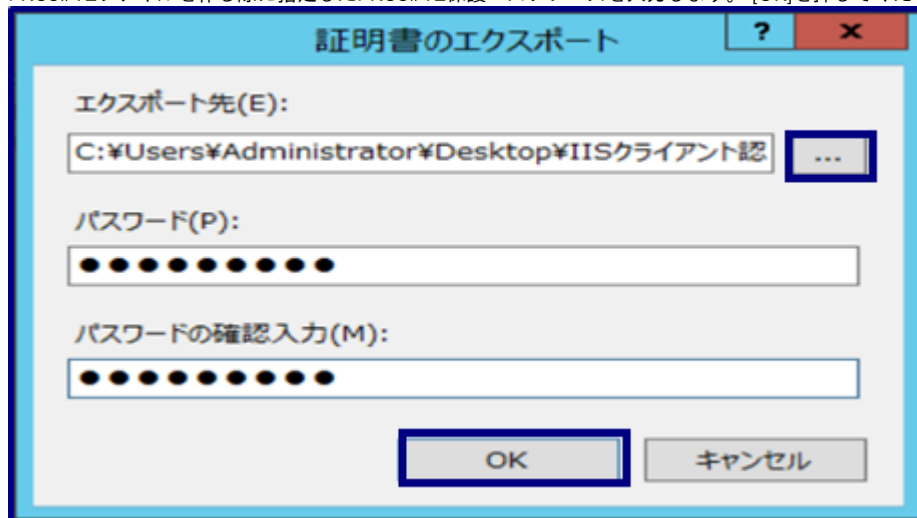 証明書のエクスポート
?
×
エクスポート先(E):
C:¥Users¥Administrator¥Desktop¥IISクライアント認
...
パスワード(P):
●●●●●●●●●
パスワードの確認入力(M):
●●●●●●●●●
OK
キャンセル